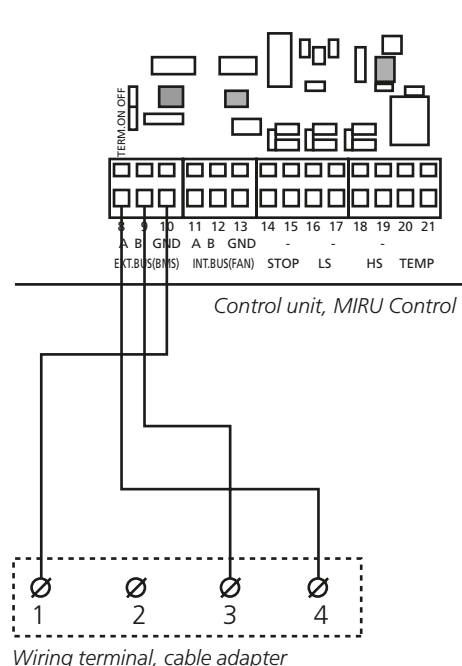 TERM.ON OFF
8 9 10 11 12 13 14 15 16 17 18 19 20 21
A B GND A B GND - - -
EXT.BUS(BMS) INT.BUS(FAN) STOP LS HS TEMP
Control unit, MIRU Control
1 2 3 4
Wiring terminal, cable adapter